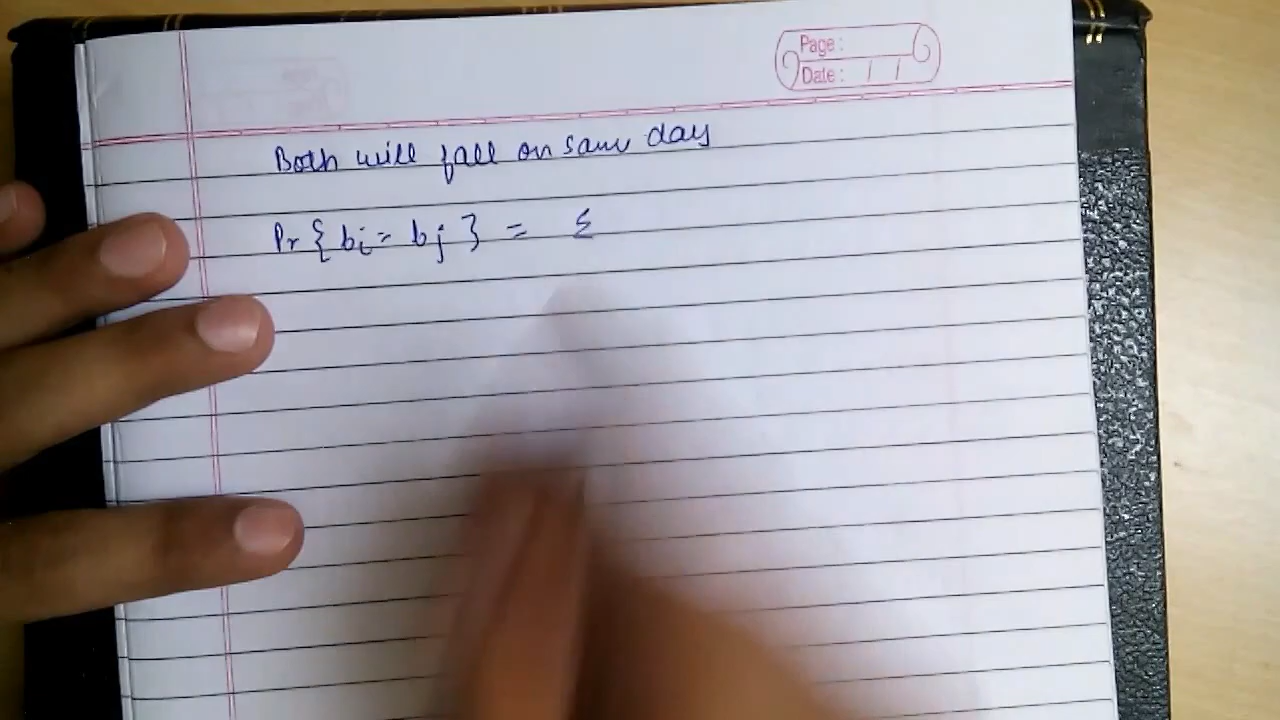 Page :
Date : / /
Both will fall on same day
Pr { bi = bj } = Σ